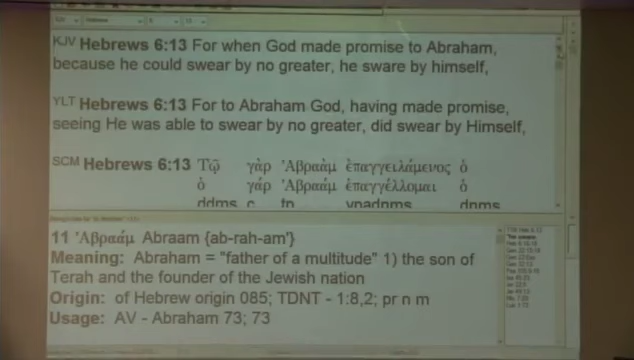 KJV Hebrews 6:13 For when God made promise to Abraham,
because he could swear by no greater, he sware by himself,
YLT Hebrews 6:13 For to Abraham God, having made promise,
seeing He was able to swear by no greater, did swear by Himself,
SCM Hebrews 6:13 Τῷ γὰρ Ἀβραὰμ ἐπαγγειλάμενος ὁ
ὁ γάρ Ἀβραάμ ἐπαγγέλλομαι ὁ
ddms c tp vnadnms dnms
11 Ἀβραάμ Abraam {ab-rah-am'}
Meaning: Abraham = "father of a multitude" 1) the son of
Terah and the founder of the Jewish nation
Origin: of Hebrew origin 085; TDNT - 1:8,2; pr n m
Usage: AV - Abraham 73; 73